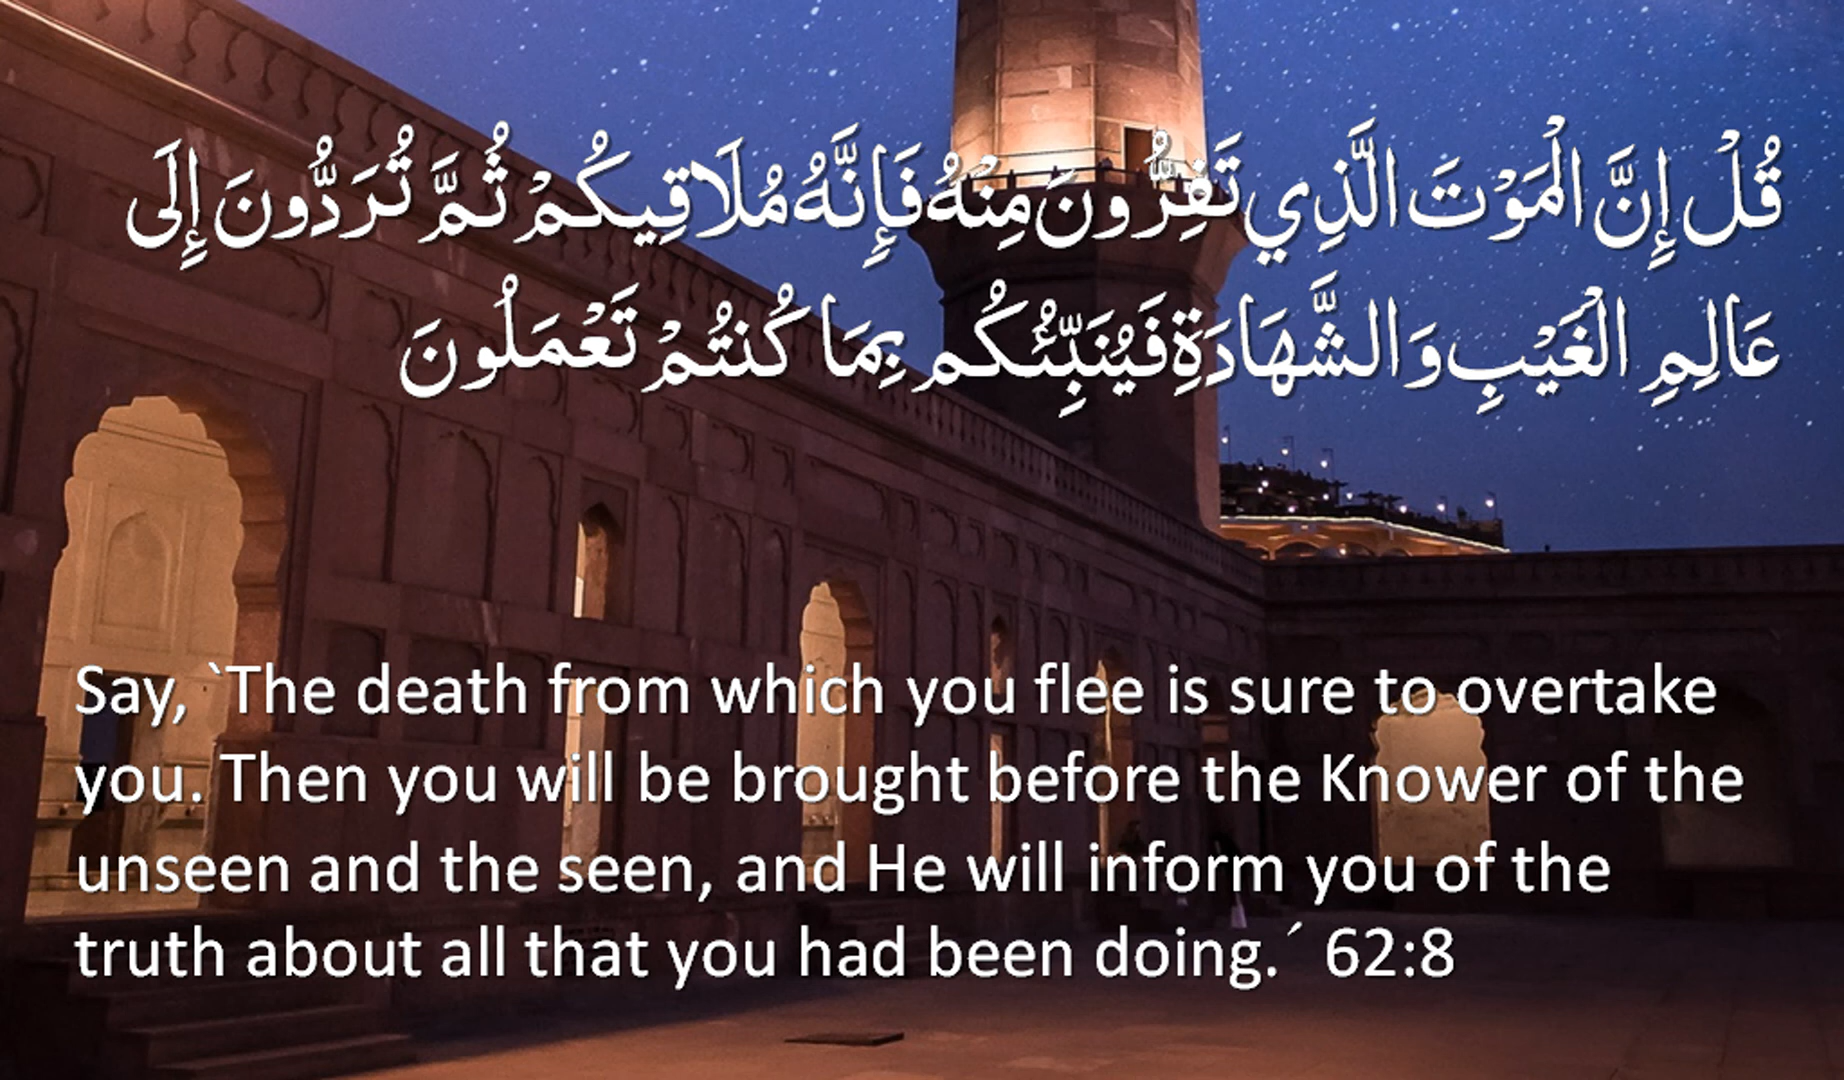 قُلْ إِنَّ الْمَوْتَ الَّذِي تَفِرُّونَ مِنْهُ فَإِنَّهُ مُلَاقِيكُمْ ثُمَّ تُرَدُّونَ إِلَى
عَالِمِ الْغَيْبِ وَالشَّهَادَةِ فَيُنَبِّئُكُم بِمَا كُنتُمْ تَعْمَلُونَ
Say, `The death from which you flee is sure to overtake
you. Then you will be brought before the Knower of the
unseen and the seen, and He will inform you of the
truth about all that you had been doing.´ 62:8